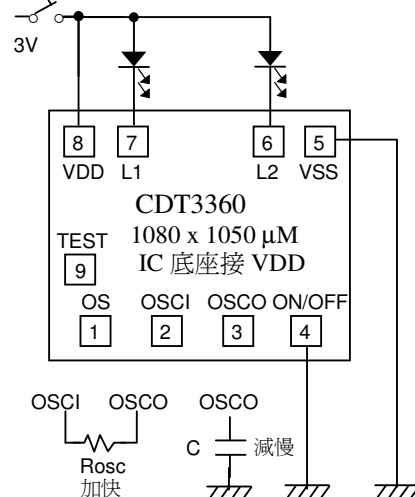 3V
8 7 6 5
VDD L1 L2 VSS
CDT3360
1080 x 1050 µM
IC 底座接 VDD
TEST
9
OS OSCI OSCO ON/OFF
1 2 3 4
OSCI OSCO OSCO
C 減慢
Rosc
加快